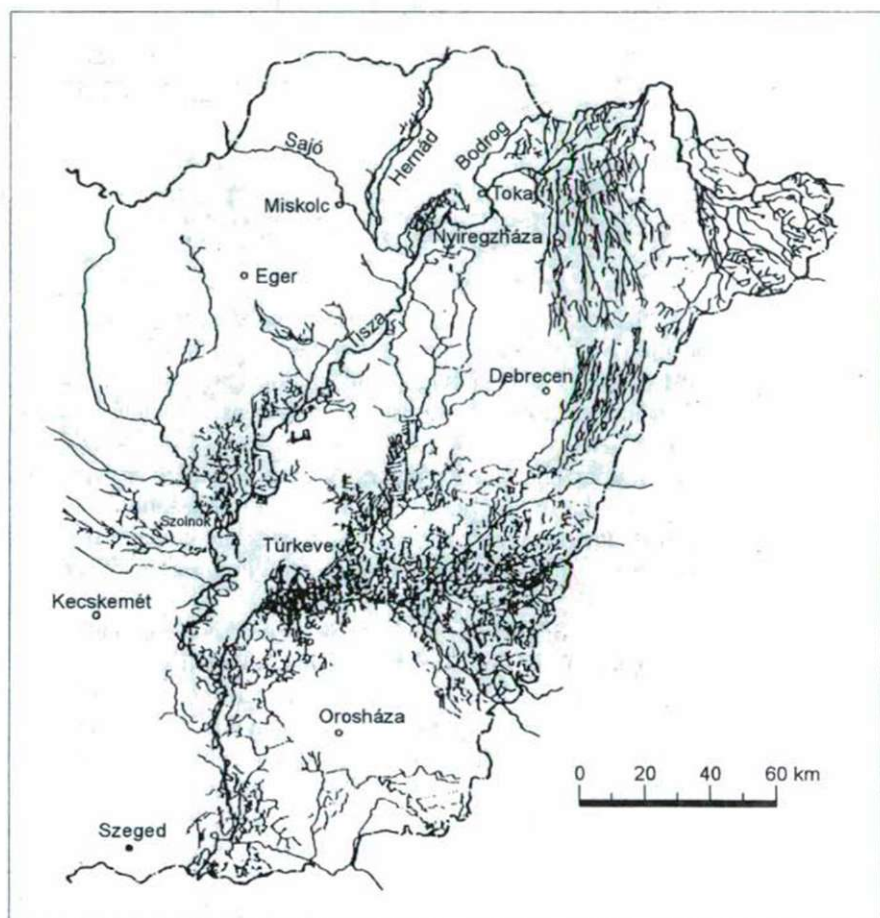 Sajó
Hernád
Bodrog
Miskolc
Tokaj
Nyíregyháza
Eger
Tisza
Debrecen
Szolnok
Túrkeve
Kecskemét
Orosháza
0 20 40 60 km
Szeged